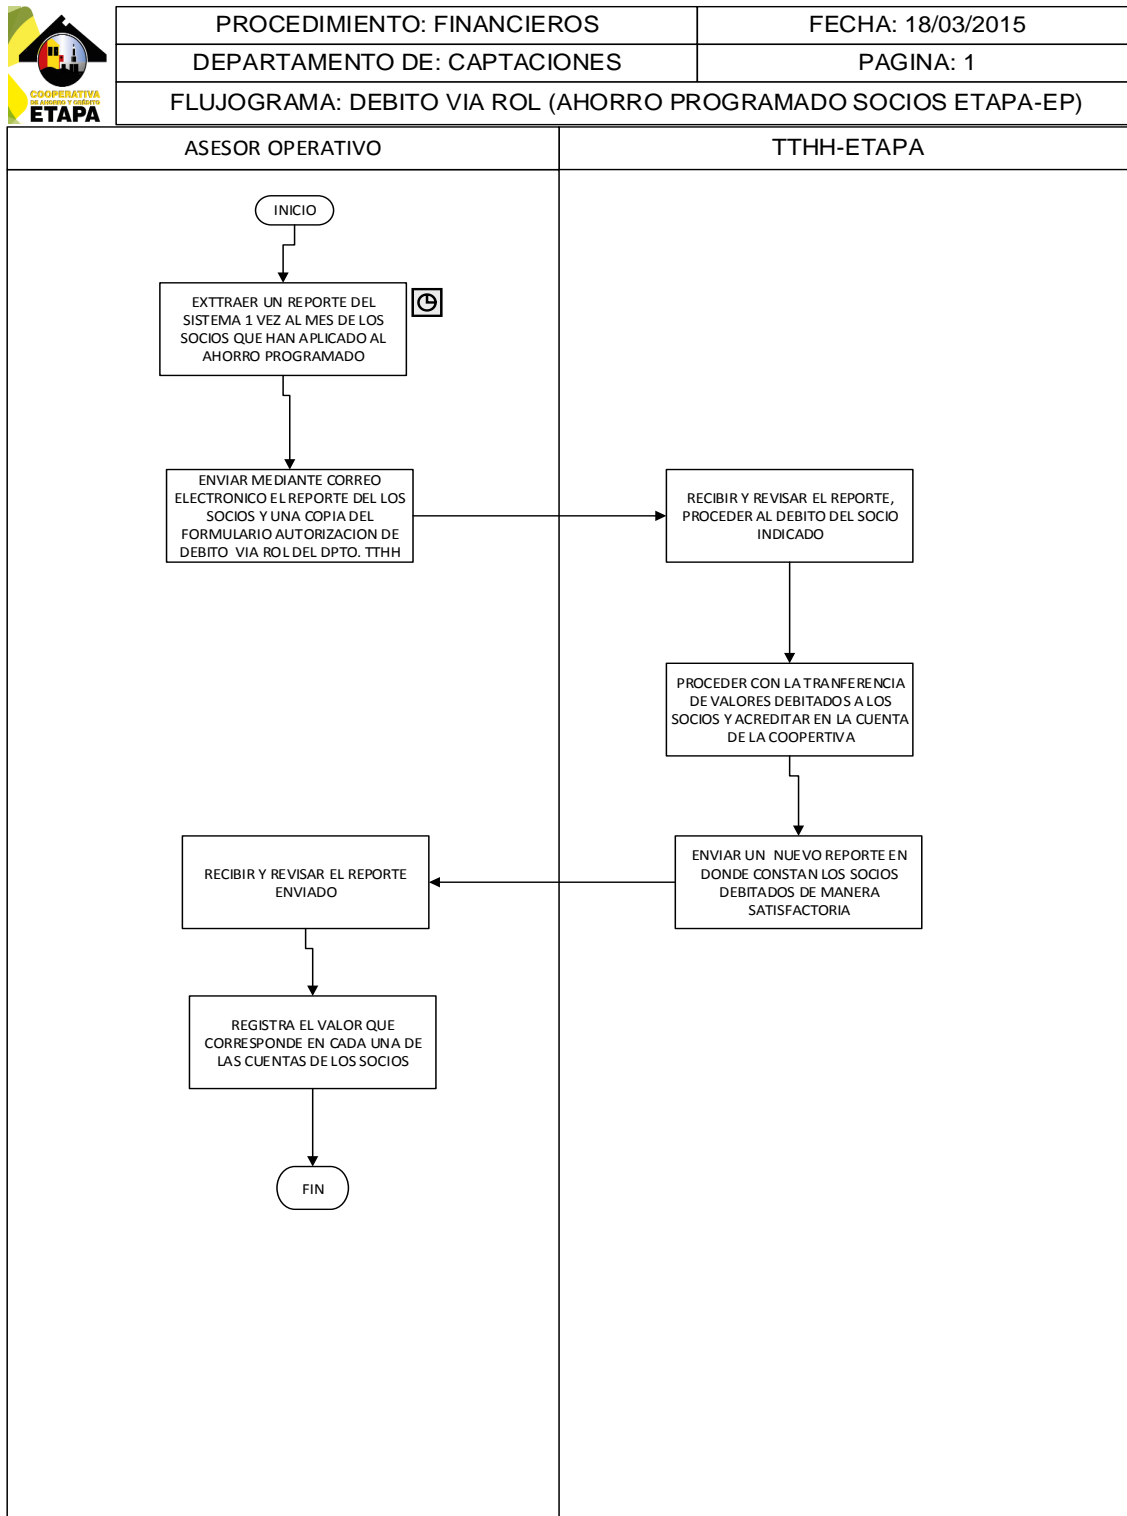 PROCEDIMIENTO: FINANCIEROS
FECHA: 18/03/2015
DEPARTAMENTO DE: CAPTACIONES
PAGINA: 1
FLUJOGRAMA: DEBITO VIA ROL (AHORRO PROGRAMADO SOCIOS ETAPA-EP)
COOPERATIVA
DE AHORRO Y CRÉDITO
ETAPA
ASESOR OPERATIVO
TTHH-ETAPA
INICIO
EXTTRAER UN REPORTE DEL
SISTEMA 1 VEZ AL MES DE LOS
SOCIOS QUE HAN APLICADO AL
AHORRO PROGRAMADO
ENVIAR MEDIANTE CORREO
ELECTRONICO EL REPORTE DEL LOS
SOCIOS Y UNA COPIA DEL
FORMULARIO AUTORIZACION DE
DEBITO VIA ROL DEL DPTO. TTHH
RECIBIR Y REVISAR EL REPORTE,
PROCEDER AL DEBITO DEL SOCIO
INDICADO
PROCEDER CON LA TRANFERENCIA
DE VALORES DEBITADOS A LOS
SOCIOS Y ACREDITAR EN LA CUENTA
DE LA COOPERTIVA
ENVIAR UN NUEVO REPORTE EN
DONDE CONSTAN LOS SOCIOS
DEBITADOS DE MANERA
SATISFACTORIA
RECIBIR Y REVISAR EL REPORTE
ENVIADO
REGISTRA EL VALOR QUE
CORRESPONDE EN CADA UNA DE
LAS CUENTAS DE LOS SOCIOS
FIN